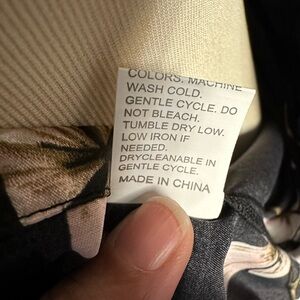 COLORS. MACHINE
WASH COLD.
GENTLE CYCLE. DO
NOT BLEACH.
TUMBLE DRY LOW.
LOW IRON IF
NEEDED.
DRYCLEANABLE IN
GENTLE CYCLE.
MADE IN CHINA